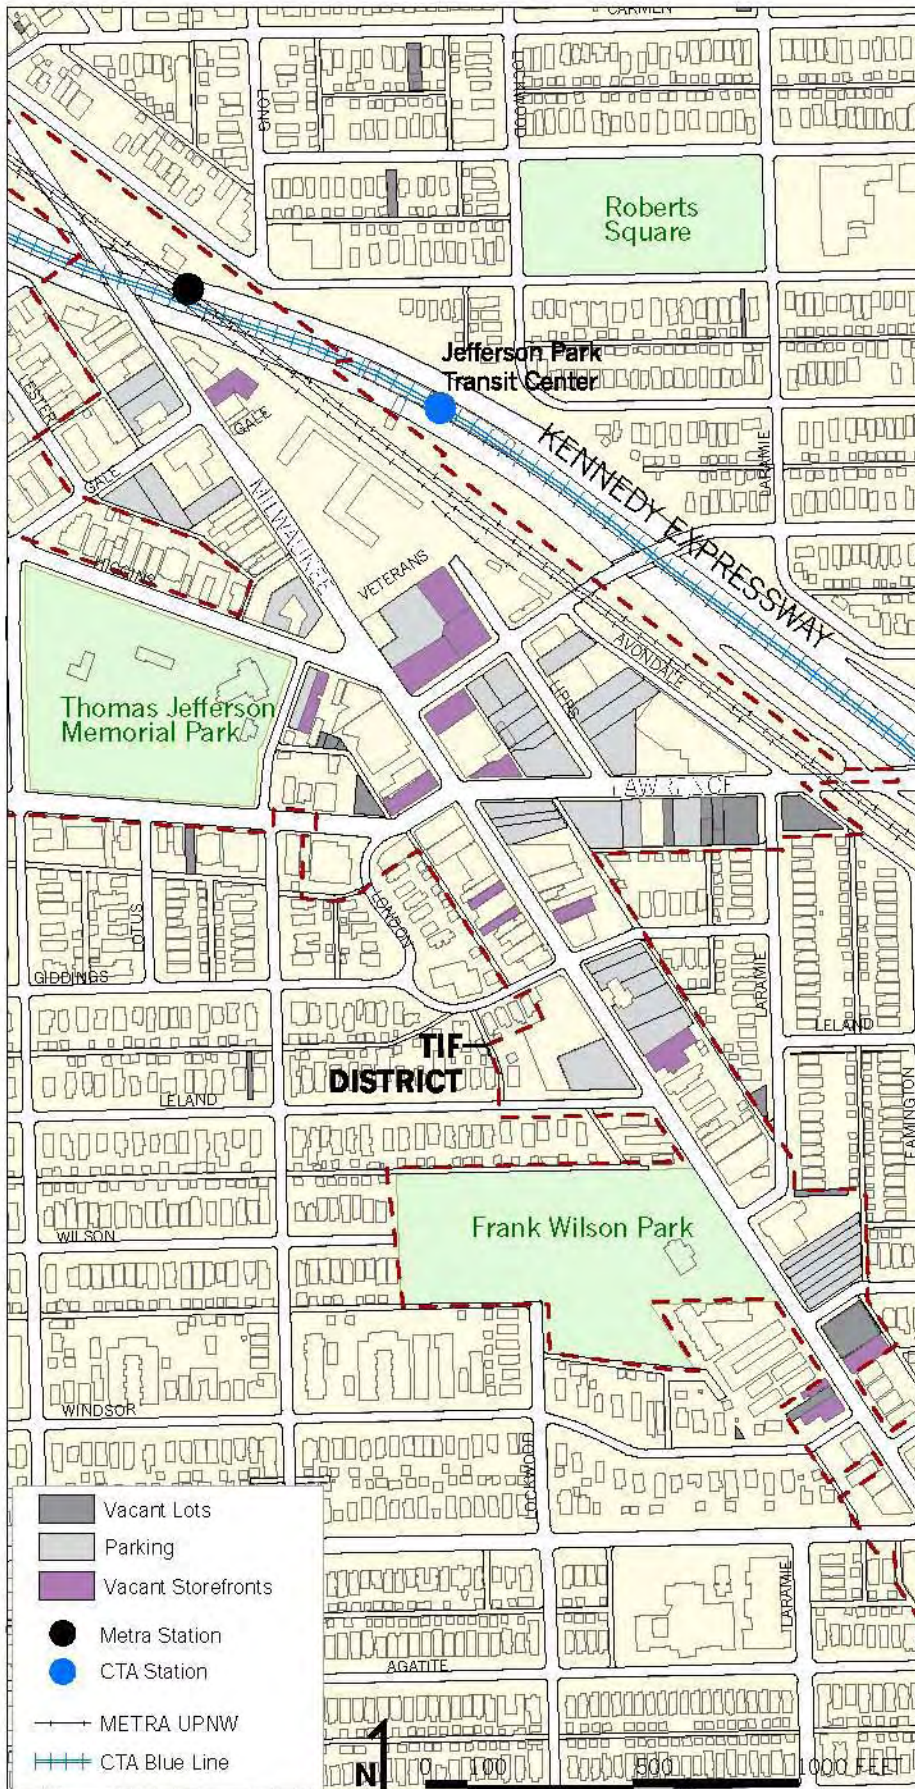 CARMEN
LONG
LOCKWOOD
Roberts
Square
Jefferson Park
Transit Center
LESTER
GALE
KENNEDY EXPRESSWAY
LARAMIE
GALE
MILWAUKEE
VETERANS
HIGGINS
AVONDALE
LIPPS
Thomas Jefferson
Memorial Park
LAWRENCE
LONDON
LOTUS
GIDDINGS
LARAMIE
LELAND
TIF
DISTRICT
LELAND
Frank Wilson Park
WILSON
WINDSOR
LOCKWOOD
Vacant Lots
Parking
Vacant Storefronts
Metra Station
CTA Station
METRA UPNW
CTA Blue Line
LARAMIE
AGATITE
N
0 100 500 1000 FEET